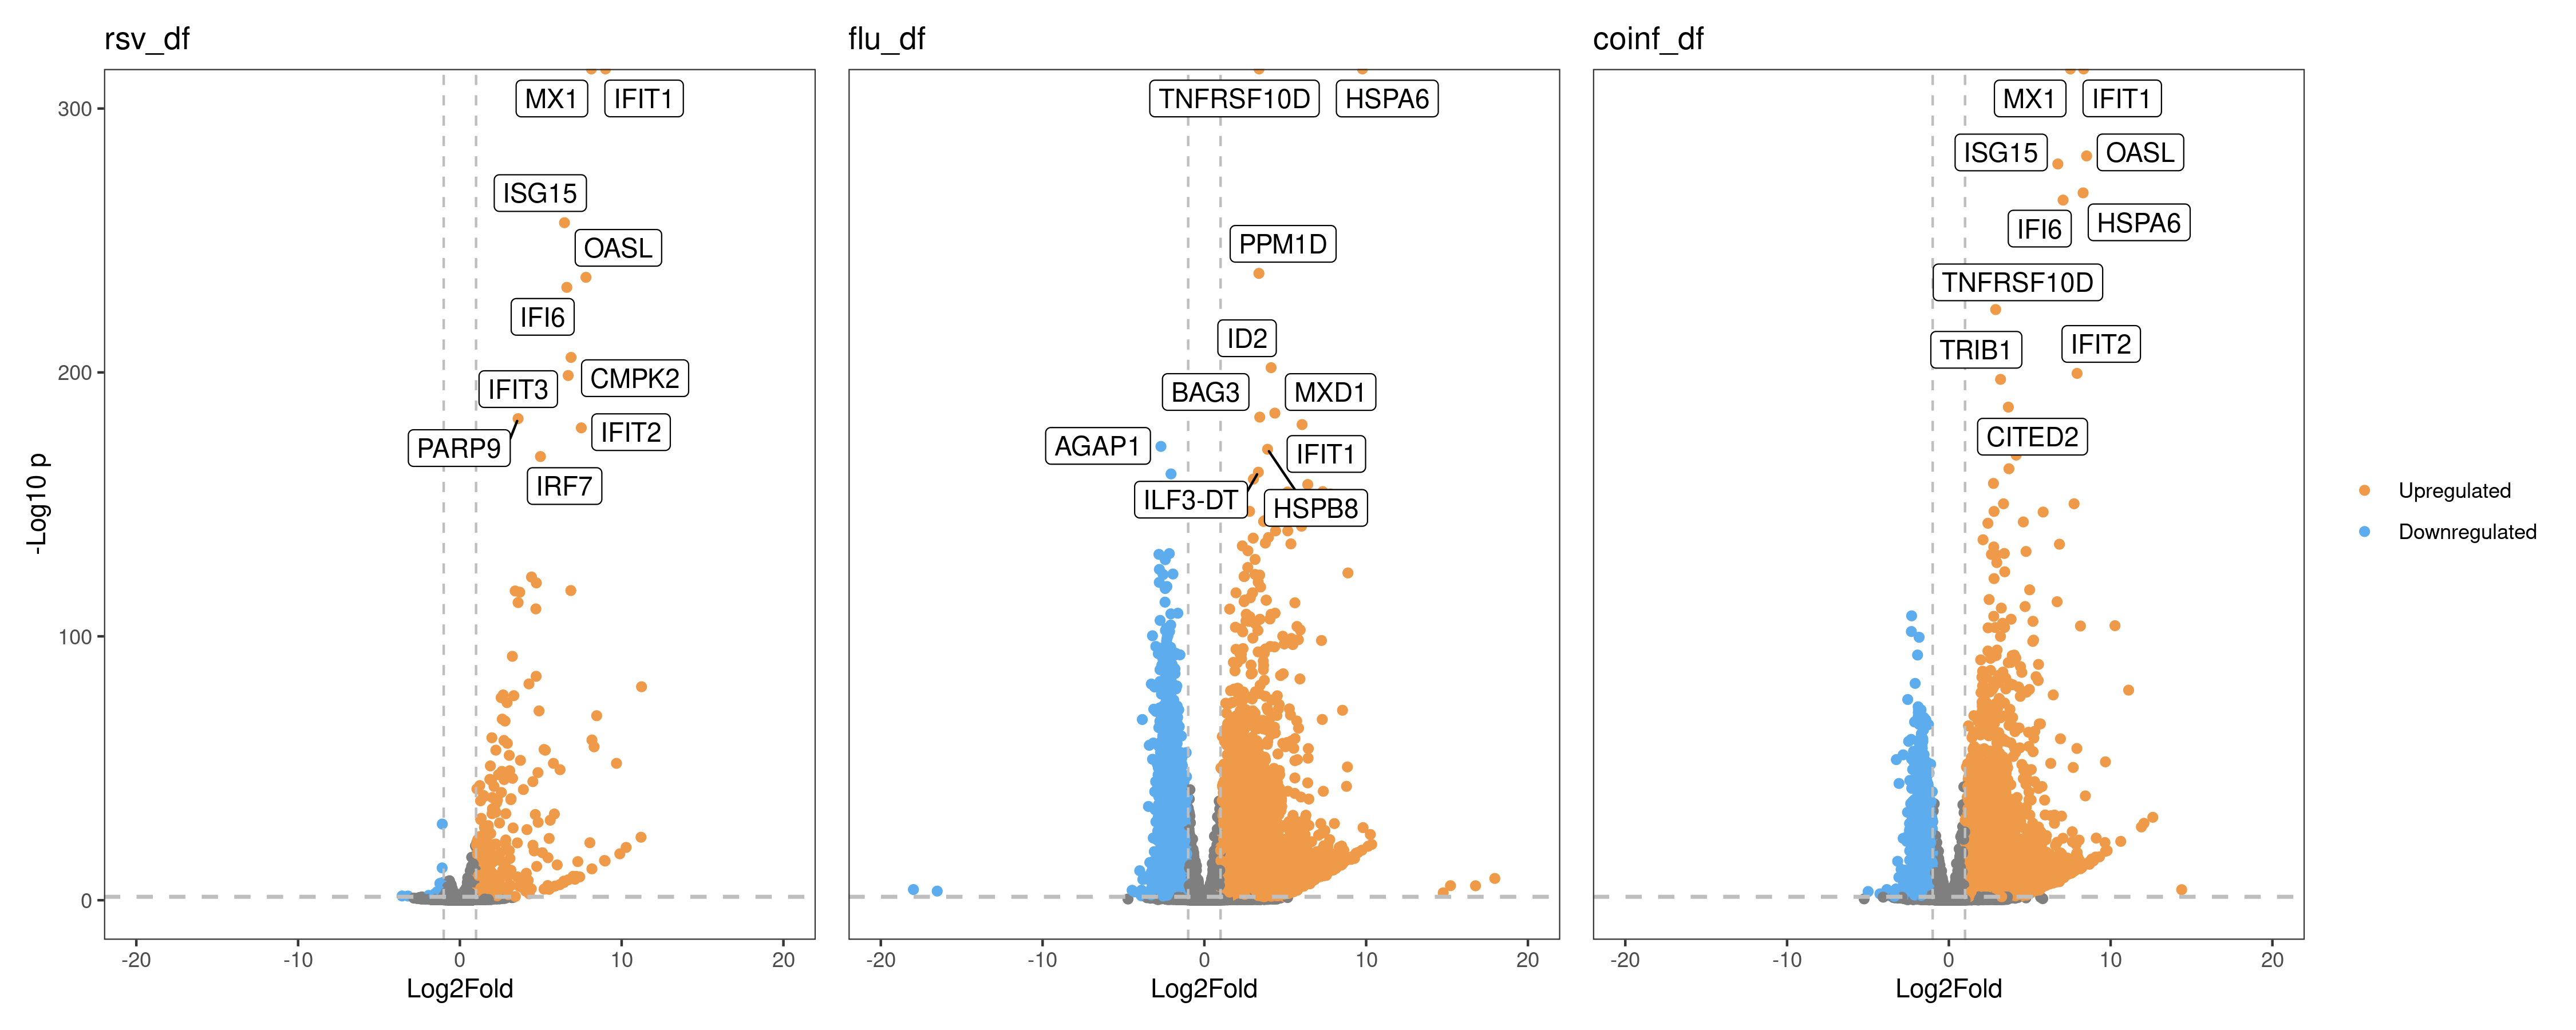 rsv_df
flu_df
coinf_df
-Log10 p
300
200
100
0
MX1
IFIT1
ISG15
OASL
IFI6
CMPK2
IFIT3
IFIT2
PARP9
IRF7
-20
-10
0
10
20
Log2Fold
TNFRSF10D
HSPA6
PPM1D
ID2
BAG3
MXD1
AGAP1
IFIT1
ILF3-DT
HSPB8
-20
-10
0
10
20
Log2Fold
MX1
IFIT1
ISG15
OASL
IFI6
HSPA6
TNFRSF10D
TRIB1
IFIT2
CITED2
-20
-10
0
10
20
Log2Fold
Upregulated
Downregulated